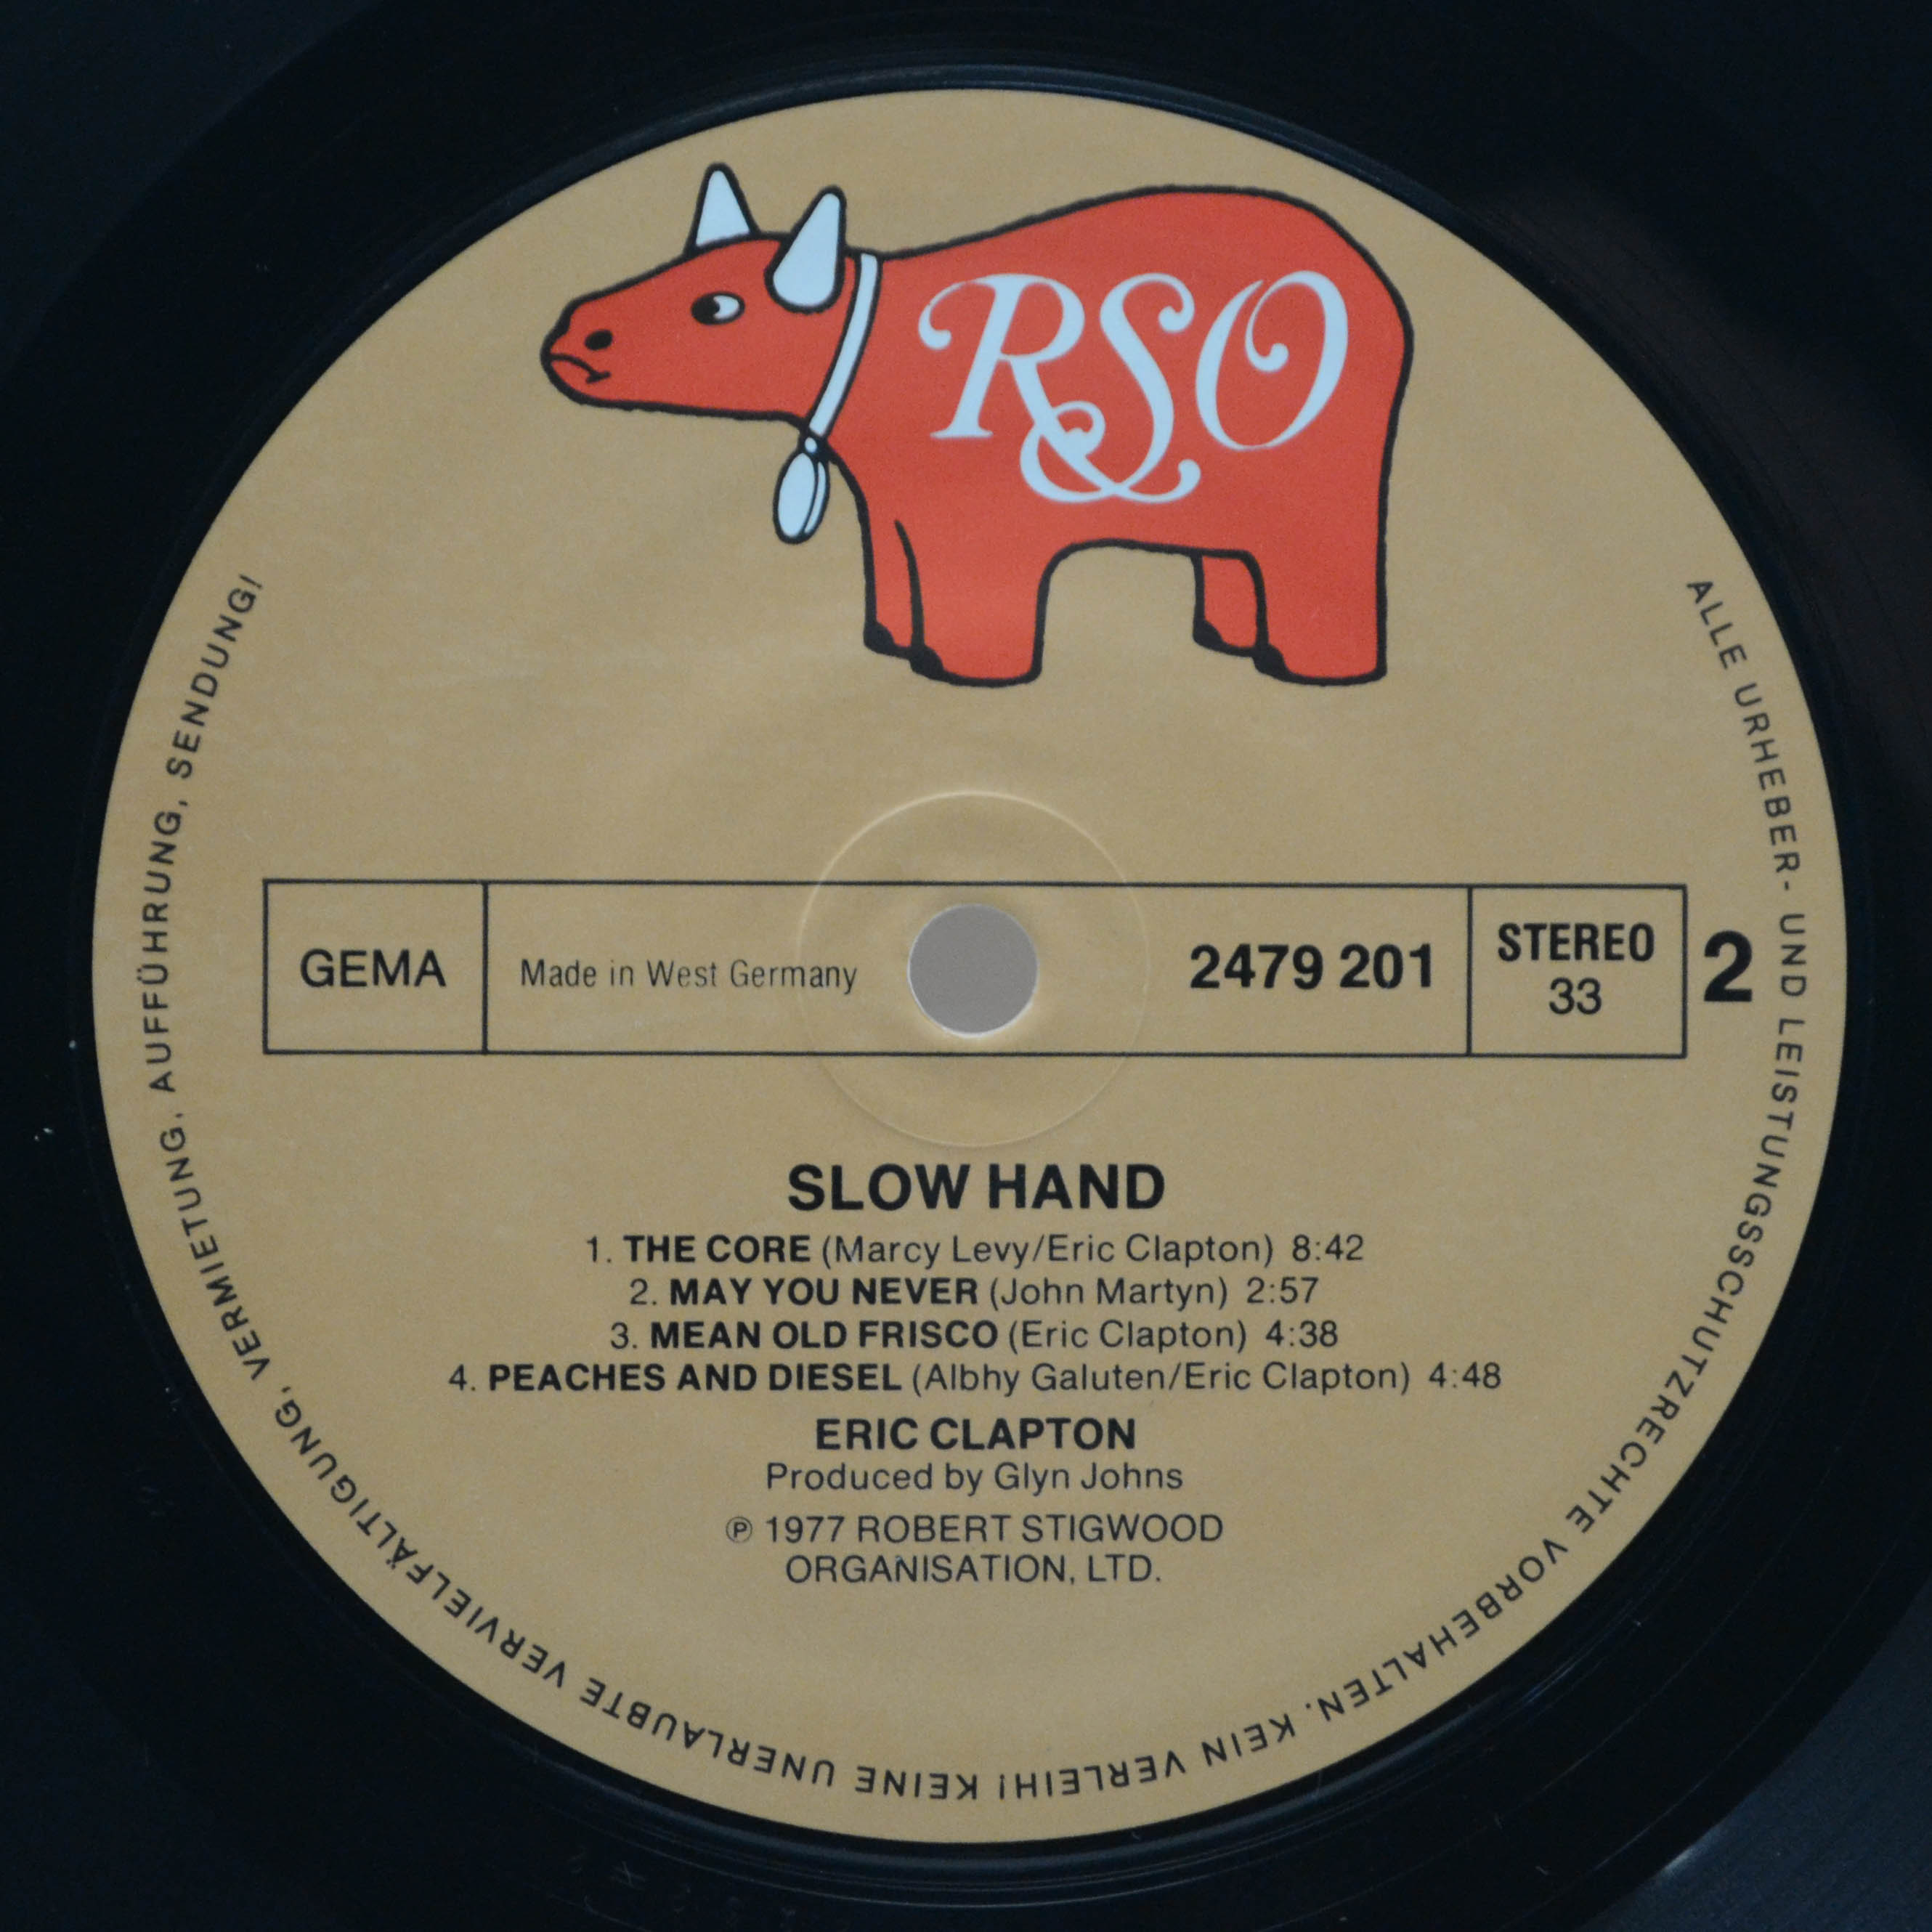 RSO
GEMA
Made in West Germany
2479 201
STEREO
33
2
SLOW HAND
1. THE CORE (Marcy Levy/Eric Clapton) 8:42
2. MAY YOU NEVER (John Martyn) 2:57
3. MEAN OLD FRISCO (Eric Clapton) 4:38
4. PEACHES AND DIESEL (Albhy Galuten/Eric Clapton) 4:48
ERIC CLAPTON
Produced by Glyn Johns
℗ 1977 ROBERT STIGWOOD
ORGANISATION, LTD.
ALLE URHEBER- UND LEISTUNGSSCHUTZRECHTE VORBEHALTEN. KEIN VERLEIH! KEINE UNERLAUBTE VERVIELFÄLTIGUNG, VERMIETUNG, AUFFÜHRUNG, SENDUNG!